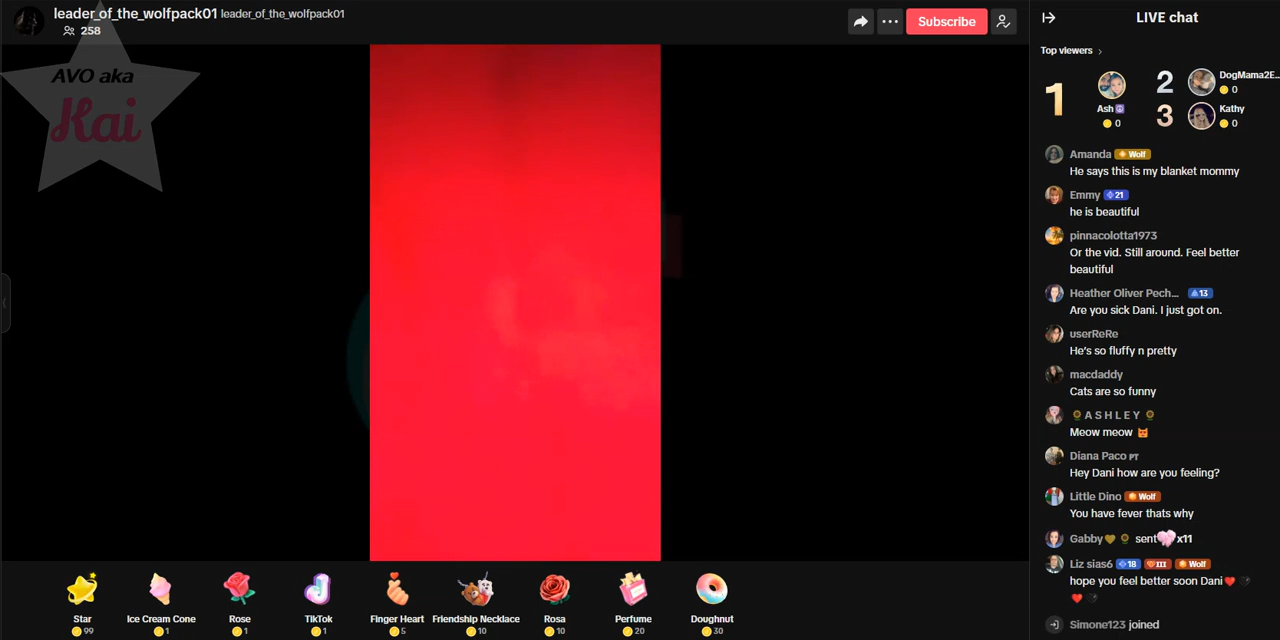 leader_of_the_wolfpack01 leader_of_the_wolfpack01
258
Subscribe
AVO aka
Kai
LIVE chat
Top viewers
1
Ash
0
2
DogMama2E...
0
3
Kathy
0
Amanda Wolf
He says this is my blanket mommy
Emmy 21
he is beautiful
pinnacolotta1973
Or the vid. Still around. Feel better
beautiful
Heather Oliver Pech... 13
Are you sick Dani. I just got on.
userReRe
He's so fluffy n pretty
macdaddy
Cats are so funny
A S H L E Y
Meow meow
Diana Paco PT
Hey Dani how are you feeling?
Little Dino Wolf
You have fever thats why
Gabby sent x11
Liz sias6 18 III Wolf
hope you feel better soon Dani
Simone123 joined
Star
99
Ice Cream Cone
1
Rose
1
TikTok
1
Finger Heart
5
Friendship Necklace
10
Rosa
10
Perfume
20
Doughnut
30